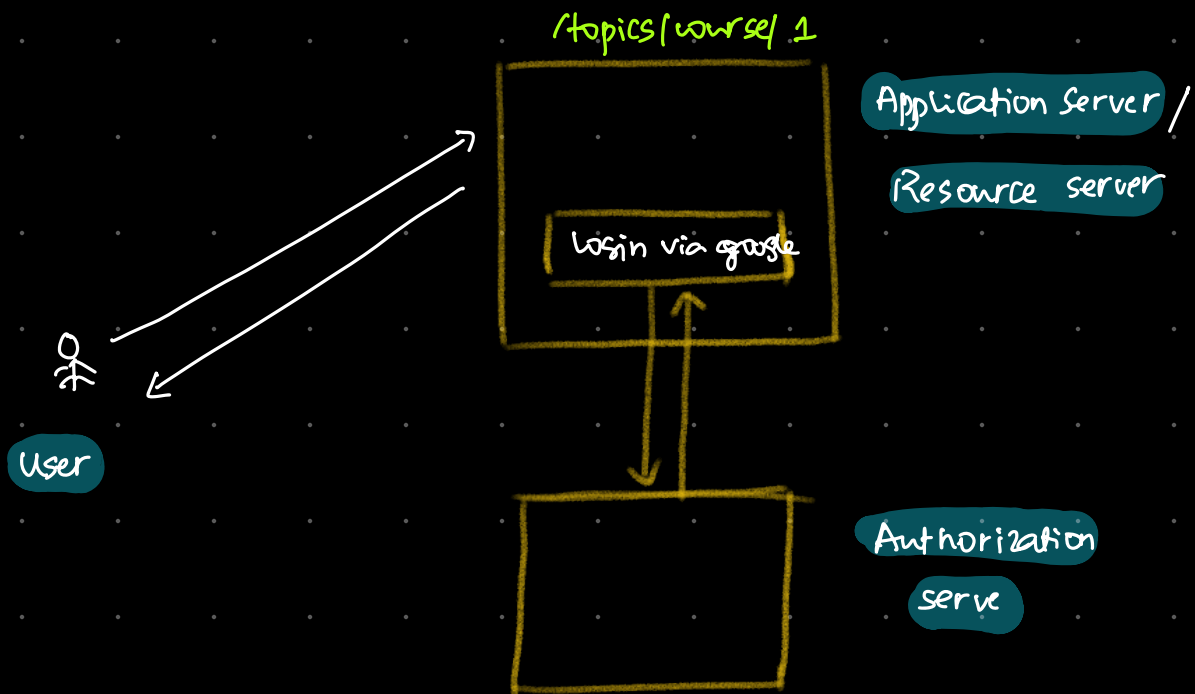 /topics/course/ 1
Application Server /
Resource server
login via google
User
Authorization
serve